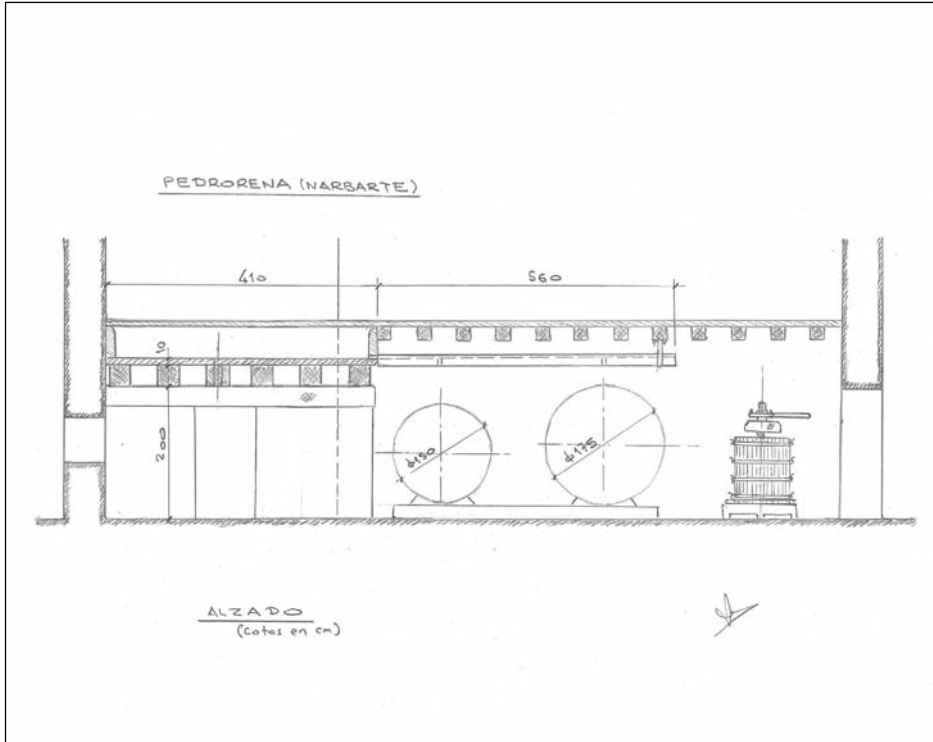 PEDRORENA (NARBARTE)
410
560
10
200
ϕ150
ϕ175
ALZADO
(Cotas en cm)